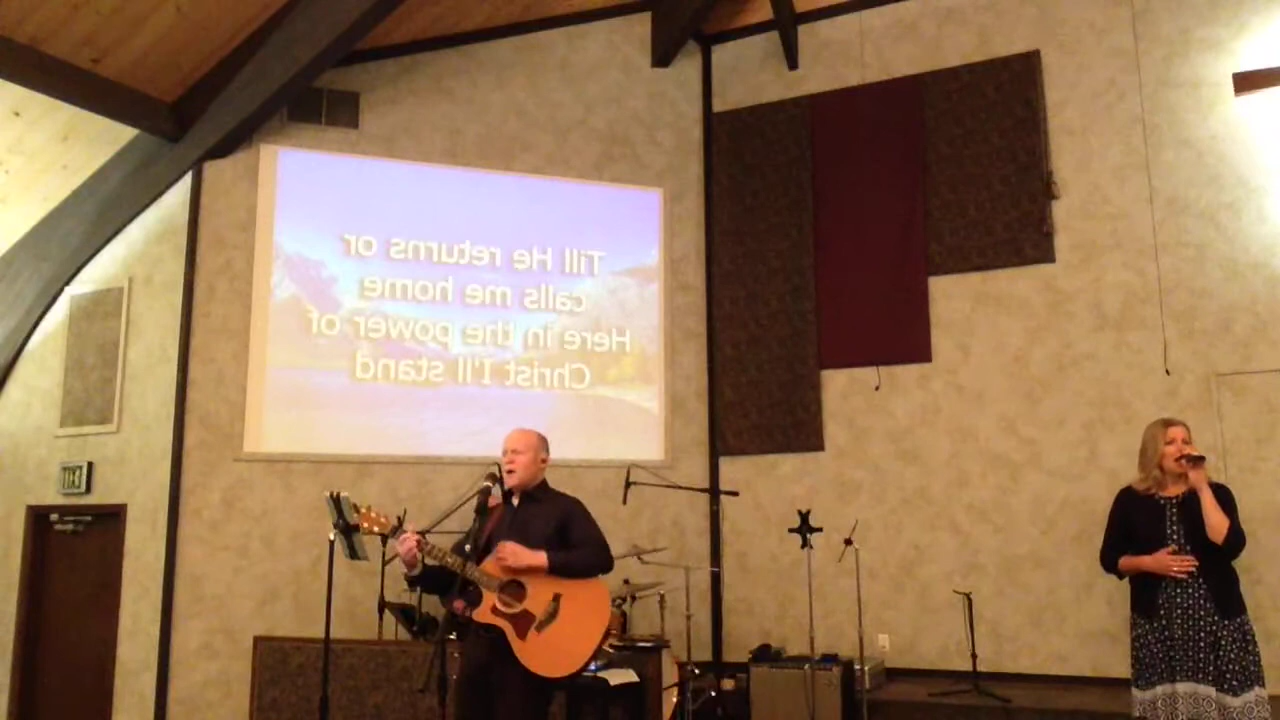 Till He returns or
calls me home
Here in the power of
Christ I'll stand
EXIT